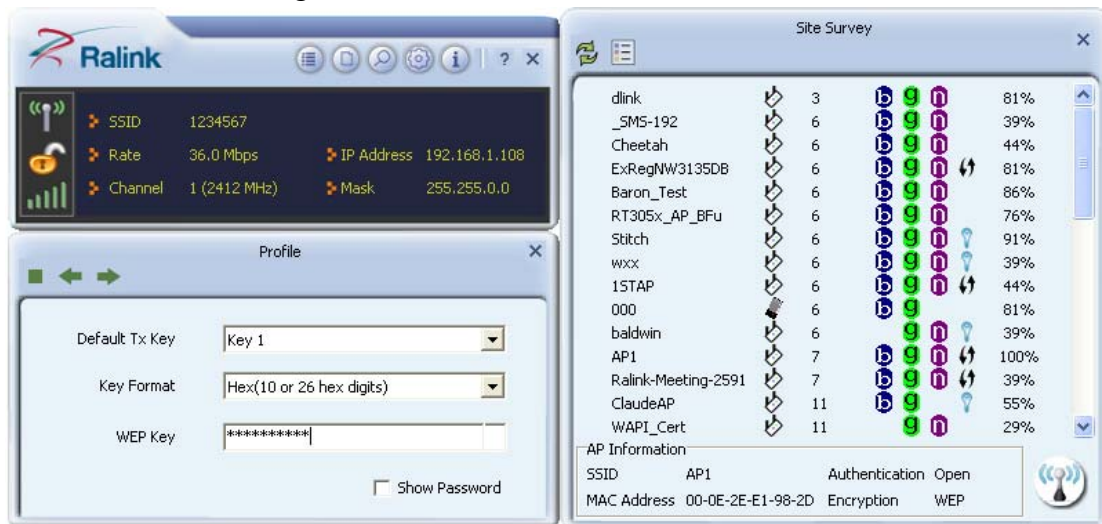 Ralink
? ×
SSID 1234567
Rate 36.0 Mbps IP Address 192.168.1.108
Channel 1 (2412 MHz) Mask 255.255.0.0
Profile ×
Default Tx Key Key 1
Key Format Hex(10 or 26 hex digits)
WEP Key **********
Show Password
Site Survey ×
dlink 3 b g n 81%
_SMS-192 6 b g n 39%
Cheetah 6 b g n 44%
ExRegNW3135DB 6 b g n 81%
Baron_Test 6 b g n 86%
RT305x_AP_BFu 6 b g n 76%
Stitch 6 b g n 91%
wxx 6 b g n 39%
1STAP 6 b g n 44%
000 6 b g 81%
baldwin 6 g n 39%
AP1 7 b g n 100%
Ralink-Meeting-2591 7 b g n 39%
ClaudeAP 11 b g 55%
WAPI_Cert 11 g n 29%
AP Information
SSID AP1 Authentication Open
MAC Address 00-0E-2E-E1-98-2D Encryption WEP